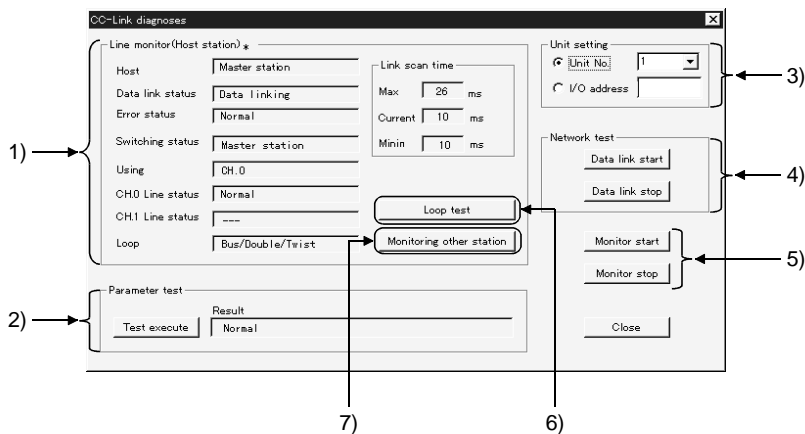 CC-Link diagnoses
Line monitor(Host station)*
Host Master station
Data link status Data linking
Error status Normal
Switching status Master station
Using CH.0
CH.0 Line status Normal
CH.1 Line status ---
Loop Bus/Double/Twist
Link scan time
Max 26 ms
Current 10 ms
Minin 10 ms
Loop test
Monitoring other station
Unit setting
Unit No. 1
I/O address
Network test
Data link start
Data link stop
Monitor start
Monitor stop
Parameter test
Result
Test execute Normal
Close
1)
2)
3)
4)
5)
6)
7)